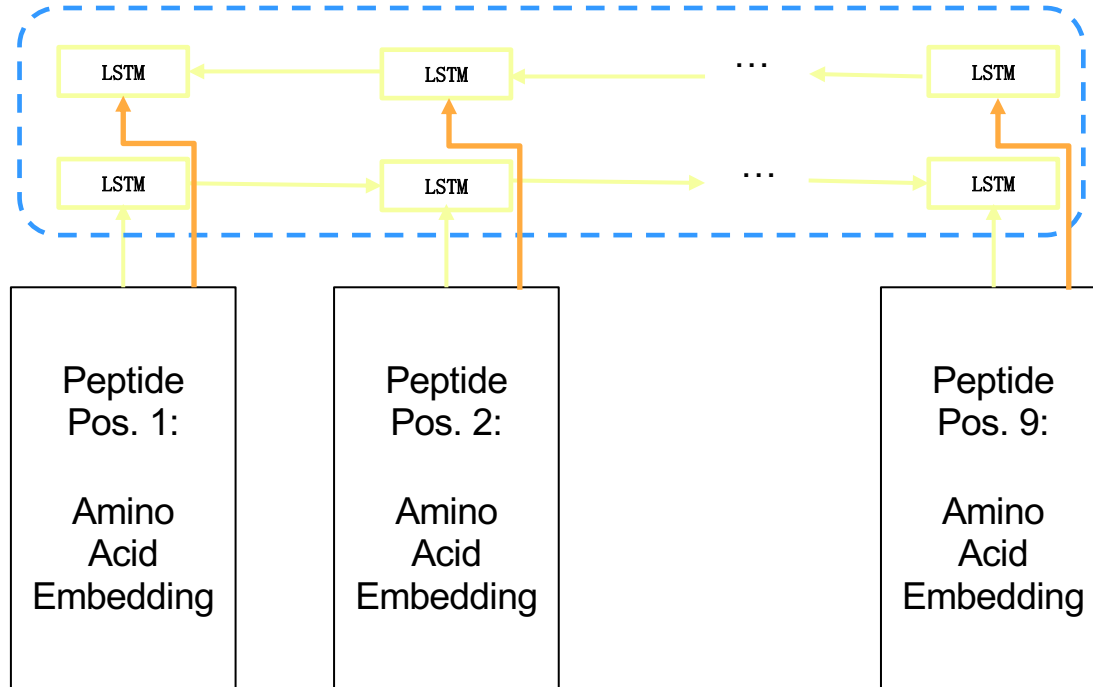 LSTM
LSTM
...
LSTM
LSTM
LSTM
...
LSTM
Peptide
Pos. 1:
Amino
Acid
Embedding
Peptide
Pos. 2:
Amino
Acid
Embedding
Peptide
Pos. 9:
Amino
Acid
Embedding